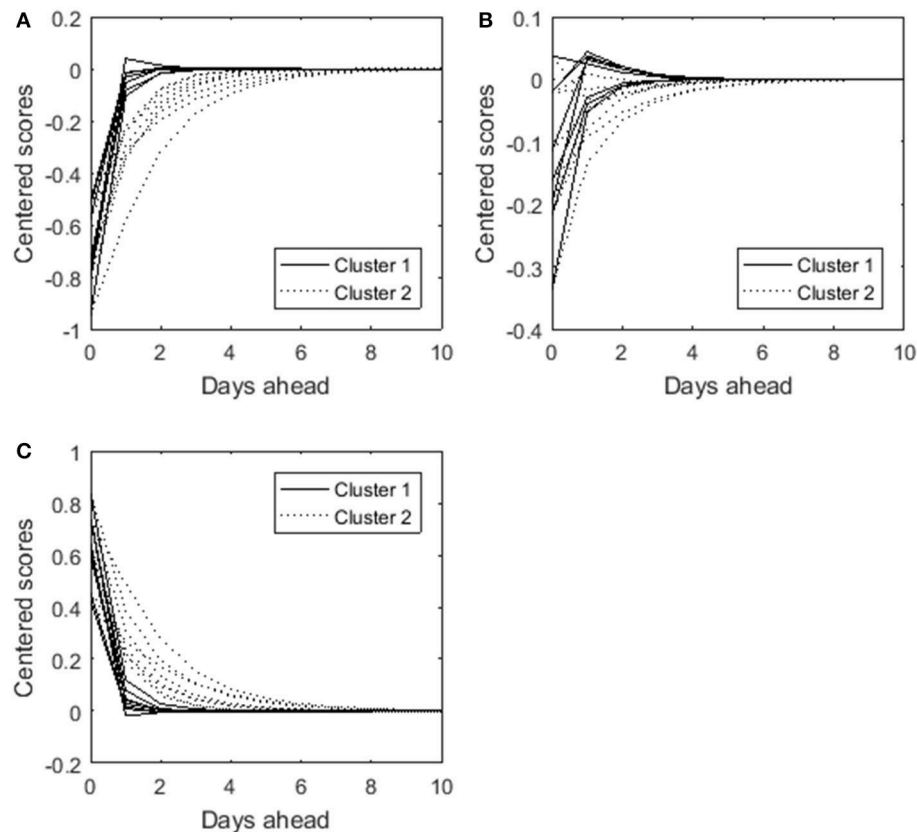 A
Centered scores
0.2
0
-0.2
-0.4
-0.6
-0.8
-1
Cluster 1
Cluster 2
0 2 4 6 8 10
Days ahead
B
Centered scores
0.1
0
-0.1
-0.2
-0.3
-0.4
Cluster 1
Cluster 2
0 2 4 6 8 10
Days ahead
C
Centered scores
1
0.8
0.6
0.4
0.2
0
-0.2
Cluster 1
Cluster 2
0 2 4 6 8 10
Days ahead